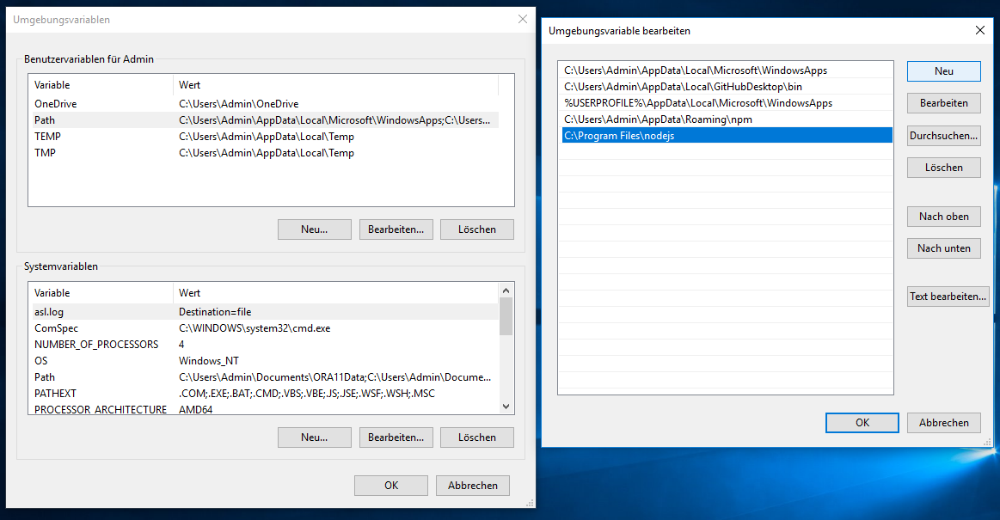 Umgebungsvariablen
Benutzervariablen für Admin
Variable Wert
OneDrive C:\Users\Admin\OneDrive
Path C:\Users\Admin\AppData\Local\Microsoft\WindowsApps;C:\Users...
TEMP C:\Users\Admin\AppData\Local\Temp
TMP C:\Users\Admin\AppData\Local\Temp
Neu... Bearbeiten... Löschen
Systemvariablen
Variable Wert
asl.log Destination=file
ComSpec C:\WINDOWS\system32\cmd.exe
NUMBER_OF_PROCESSORS 4
OS Windows_NT
Path C:\Users\Admin\Documents\ORA11Data;C:\Users\Admin\Docume...
PATHEXT .COM;.EXE;.BAT;.CMD;.VBS;.VBE;.JS;.JSE;.WSF;.WSH;.MSC
PROCESSOR_ARCHITECTURE AMD64
Neu... Bearbeiten... Löschen
OK Abbrechen
Umgebungsvariable bearbeiten
C:\Users\Admin\AppData\Local\Microsoft\WindowsApps
C:\Users\Admin\AppData\Local\GitHubDesktop\bin
%USERPROFILE%\AppData\Local\Microsoft\WindowsApps
C:\Users\Admin\AppData\Roaming\npm
C:\Program Files\nodejs
Neu
Bearbeiten
Durchsuchen...
Löschen
Nach oben
Nach unten
Text bearbeiten...
OK Abbrechen